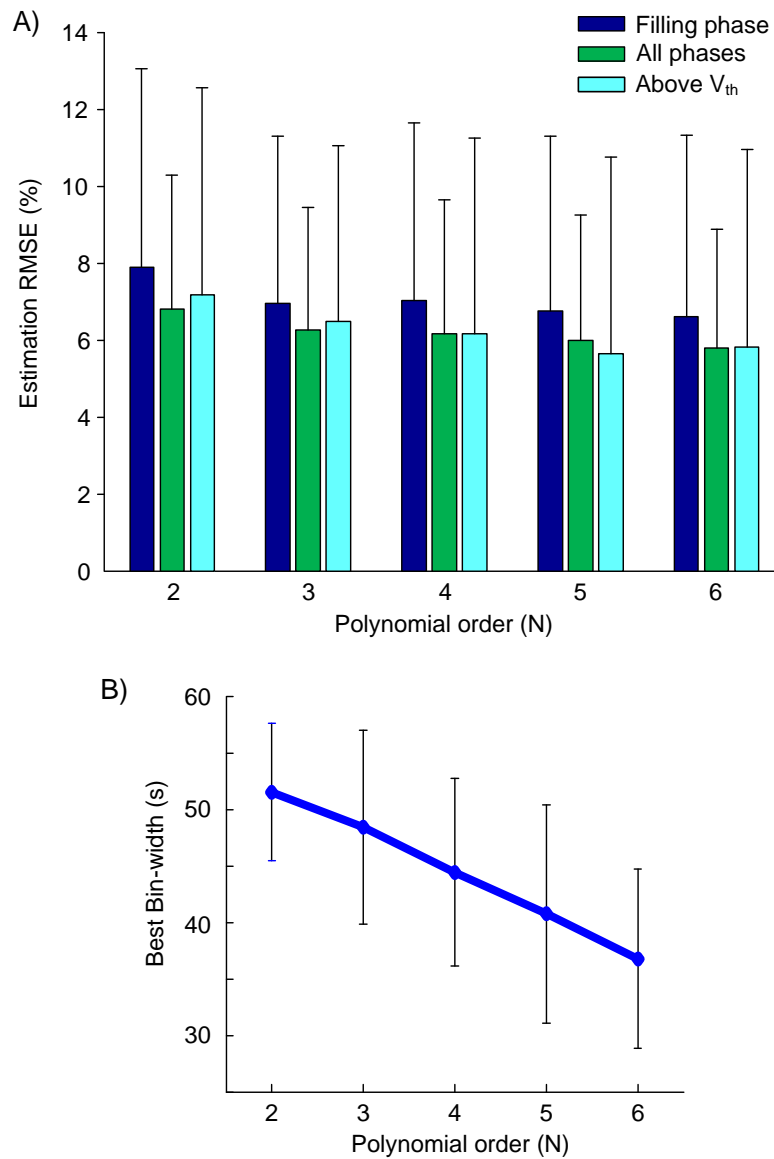 A)
Filling phase
All phases
Above Vth
Estimation RMSE (%)
14
12
10
8
6
4
2
0
2 3 4 5 6
Polynomial order (N)
B)
Best Bin-width (s)
60
50
40
30
2 3 4 5 6
Polynomial order (N)